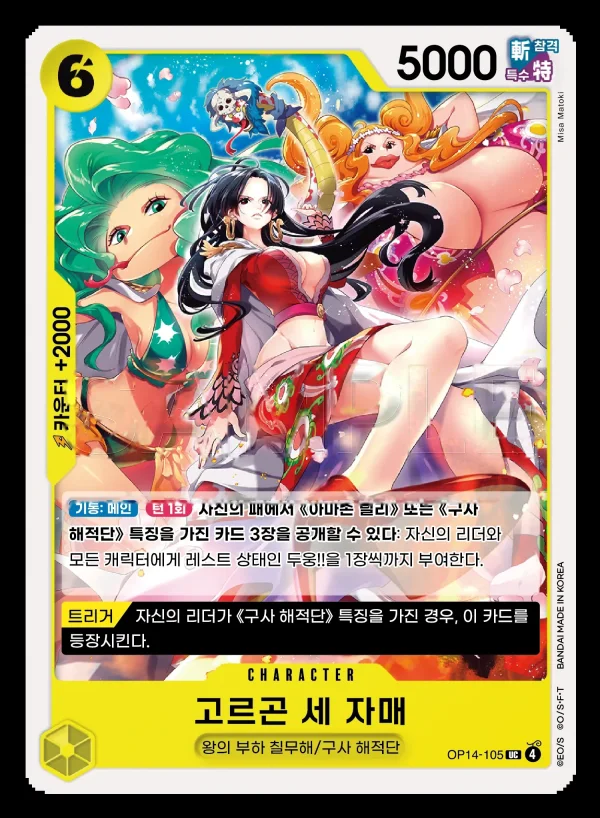 6
5000
斬 참격
특수 特
Misa Matoki
카운터 +2000
SAMPLE
기동: 메인 턴 1회 자신의 패에서 《아마존 릴리》 또는 《구사
해적단》 특징을 가진 카드 3장을 공개할 수 있다: 자신의 리더와
모든 캐릭터에게 레스트 상태인 두웅!!을 1장씩까지 부여한다.
트리거 자신의 리더가 《구사 해적단》 특징을 가진 경우, 이 카드를
등장시킨다.
CHARACTER
고르곤 세 자매
왕의 부하 칠무해/구사 해적단
OP14-105 UC 4
©E.O/S ©O/S·F·T BANDAI MADE IN KOREA